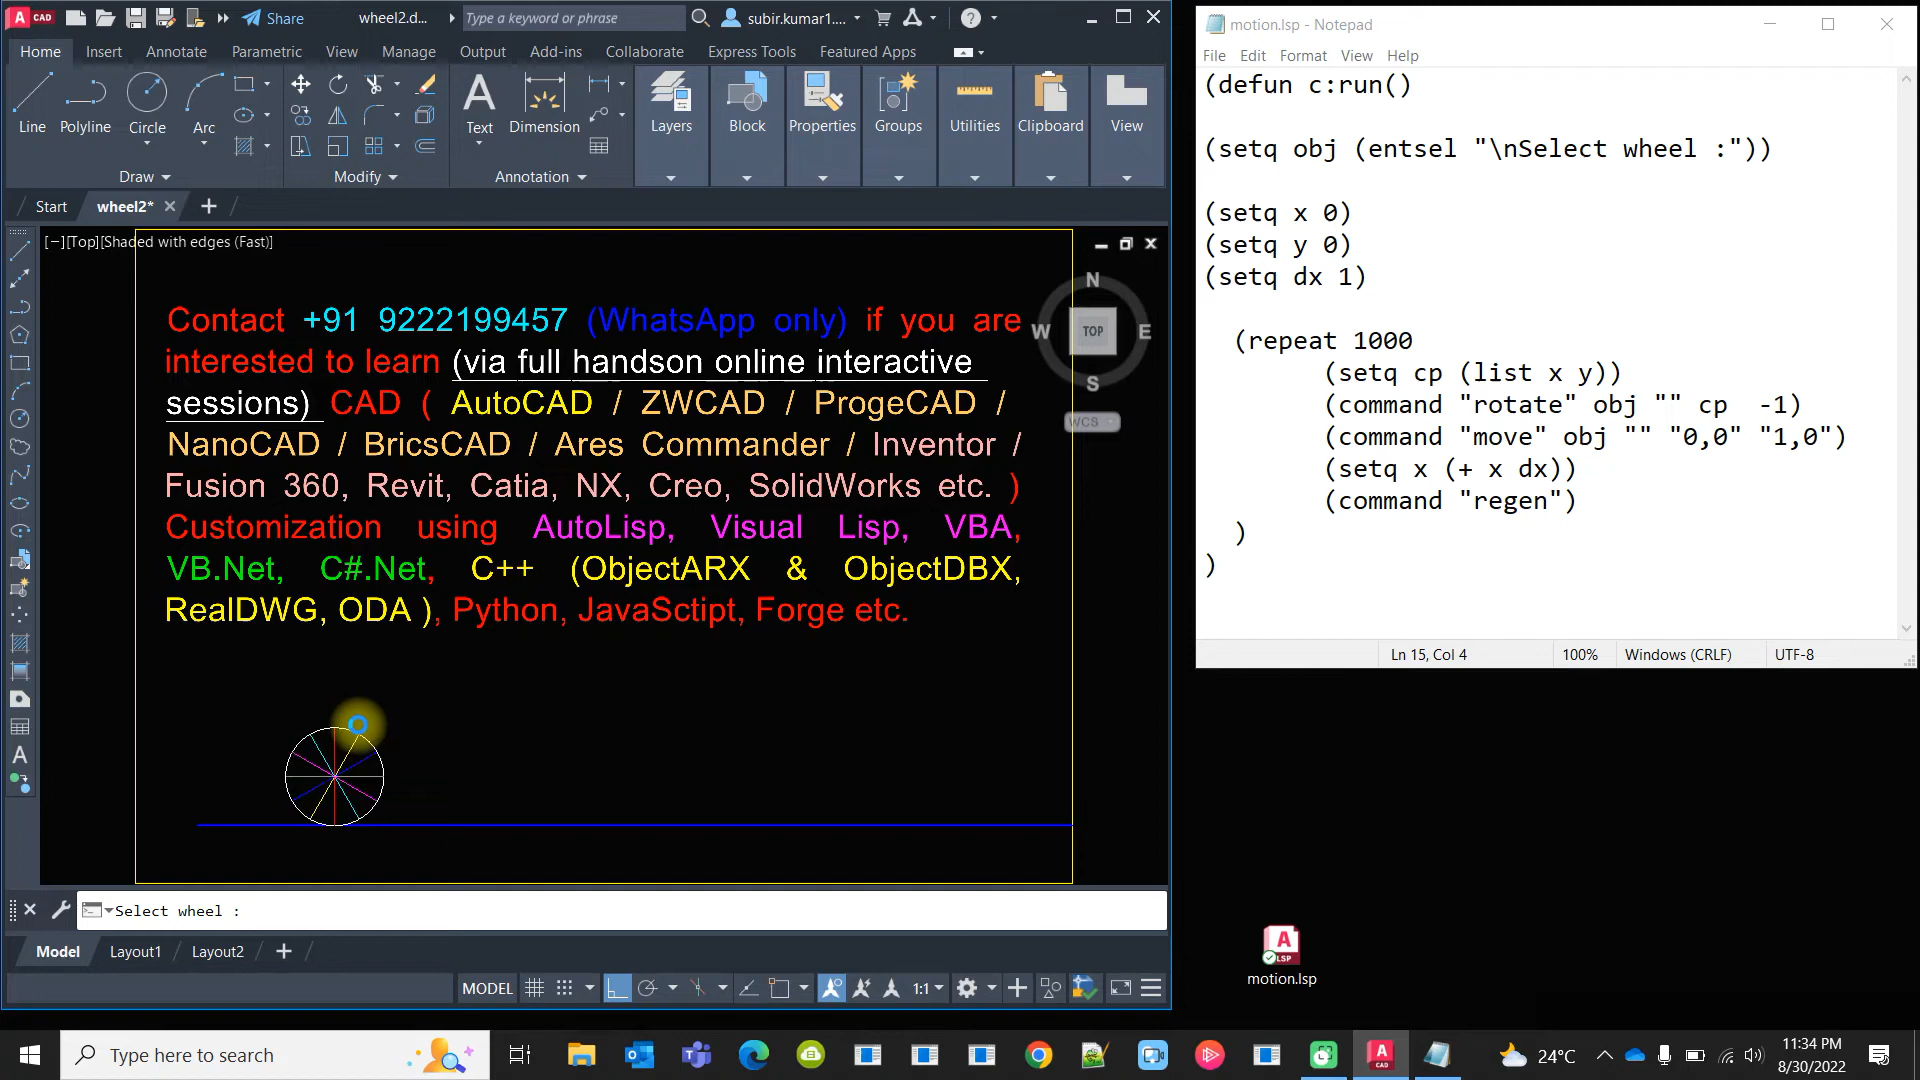 A CAD
Share
wheel2.d...
Type a keyword or phrase
subir.kumar1....
Home Insert Annotate Parametric View Manage Output Add-ins Collaborate Express Tools Featured Apps
Line Polyline Circle Arc Text Dimension Layers Block Properties Groups Utilities Clipboard View
Draw Modify Annotation
Start wheel2*
[−][Top][Shaded with edges (Fast)]
N
W TOP E
S
WCS
Contact +91 9222199457 (WhatsApp only) if you are
interested to learn (via full handson online interactive
sessions) CAD ( AutoCAD / ZWCAD / ProgeCAD /
NanoCAD / BricsCAD / Ares Commander / Inventor /
Fusion 360, Revit, Catia, NX, Creo, SolidWorks etc. )
Customization using AutoLisp, Visual Lisp, VBA,
VB.Net, C#.Net, C++ (ObjectARX & ObjectDBX,
RealDWG, ODA ), Python, JavaSctipt, Forge etc.
Select wheel :
Model Layout1 Layout2
MODEL 1:1
motion.lsp - Notepad
File Edit Format View Help
(defun c:run()
(setq obj (entsel "\nSelect wheel :"))
(setq x 0)
(setq y 0)
(setq dx 1)
(repeat 1000
(setq cp (list x y))
(command "rotate" obj "" cp -1)
(command "move" obj "" "0,0" "1,0")
(setq x (+ x dx))
(command "regen")
)
)
Ln 15, Col 4 100% Windows (CRLF) UTF-8
A
LSP
motion.lsp
Type here to search
A CAD
24°C
11:34 PM
8/30/2022